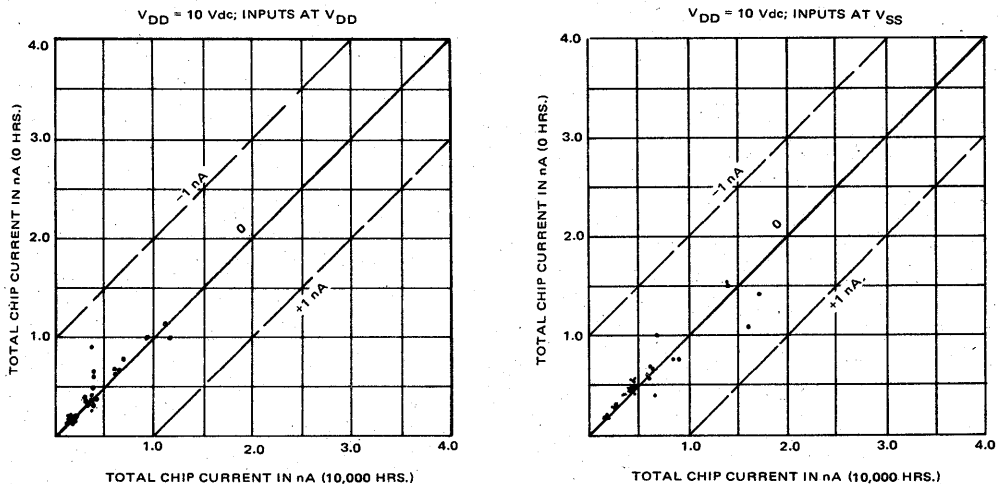 V_DD = 10 Vdc; INPUTS AT V_DD
TOTAL CHIP CURRENT IN nA (0 HRS.)
4.0
3.0
2.0
1.0
−1 nA
0
+1 nA
1.0 2.0 3.0 4.0
TOTAL CHIP CURRENT IN nA (10,000 HRS.)
V_DD = 10 Vdc; INPUTS AT V_SS
TOTAL CHIP CURRENT IN nA (0 HRS.)
4.0
3.0
2.0
1.0
−1 nA
0
+1 nA
1.0 2.0 3.0 4.0
TOTAL CHIP CURRENT IN nA (10,000 HRS.)